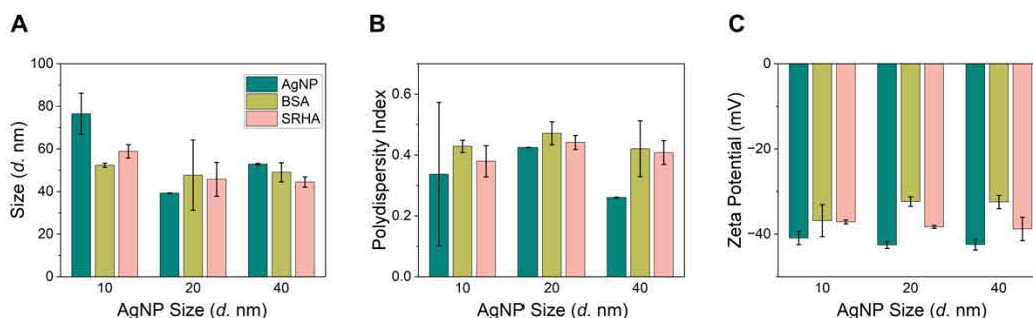 A
Size (d. nm)
100
80
60
40
20
0
AgNP
BSA
SRHA
10
20
40
AgNP Size (d. nm)
B
Polydispersity Index
0.6
0.4
0.2
0.0
10
20
40
AgNP Size (d. nm)
C
Zeta Potential (mV)
0
−20
−40
10
20
40
AgNP Size (d. nm)